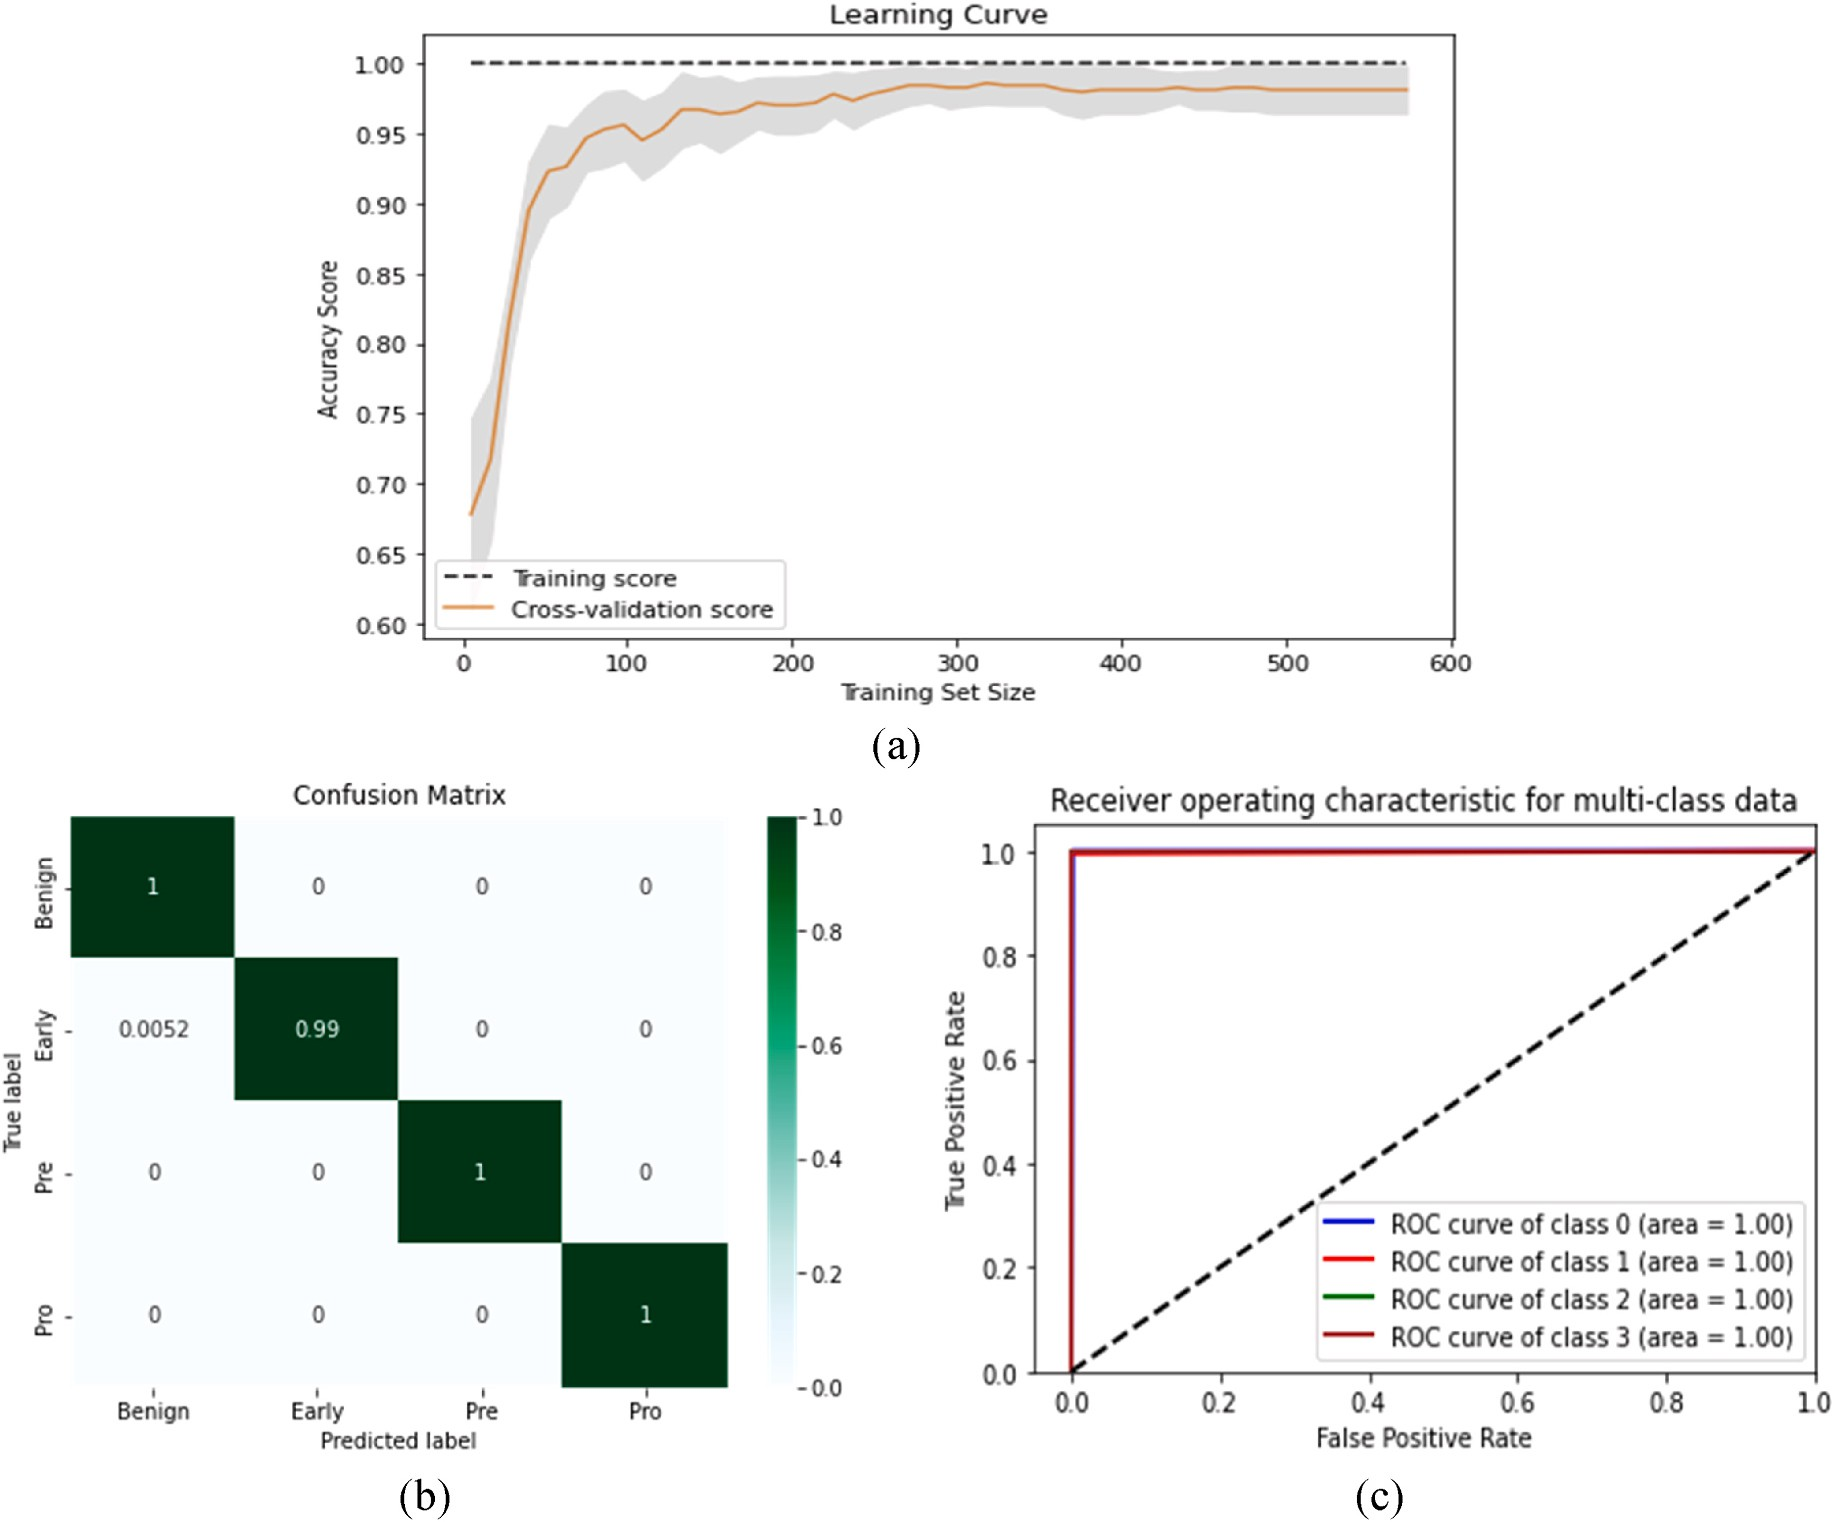 Learning Curve
1.00
0.95
0.90
0.85
0.80
0.75
0.70
0.65
0.60
Accuracy Score
Training score
Cross-validation score
0 100 200 300 400 500 600
Training Set Size
(a)
Confusion Matrix
Benign
Early
Pre
Pro
True label
1 0 0 0
0.0052 0.99 0 0
0 0 1 0
0 0 0 1
Benign Early Pre Pro
Predicted label
1.0
0.8
0.6
0.4
0.2
0.0
(b)
Receiver operating characteristic for multi-class data
1.0
0.8
0.6
0.4
0.2
0.0
True Positive Rate
ROC curve of class 0 (area = 1.00)
ROC curve of class 1 (area = 1.00)
ROC curve of class 2 (area = 1.00)
ROC curve of class 3 (area = 1.00)
0.0 0.2 0.4 0.6 0.8 1.0
False Positive Rate
(c)